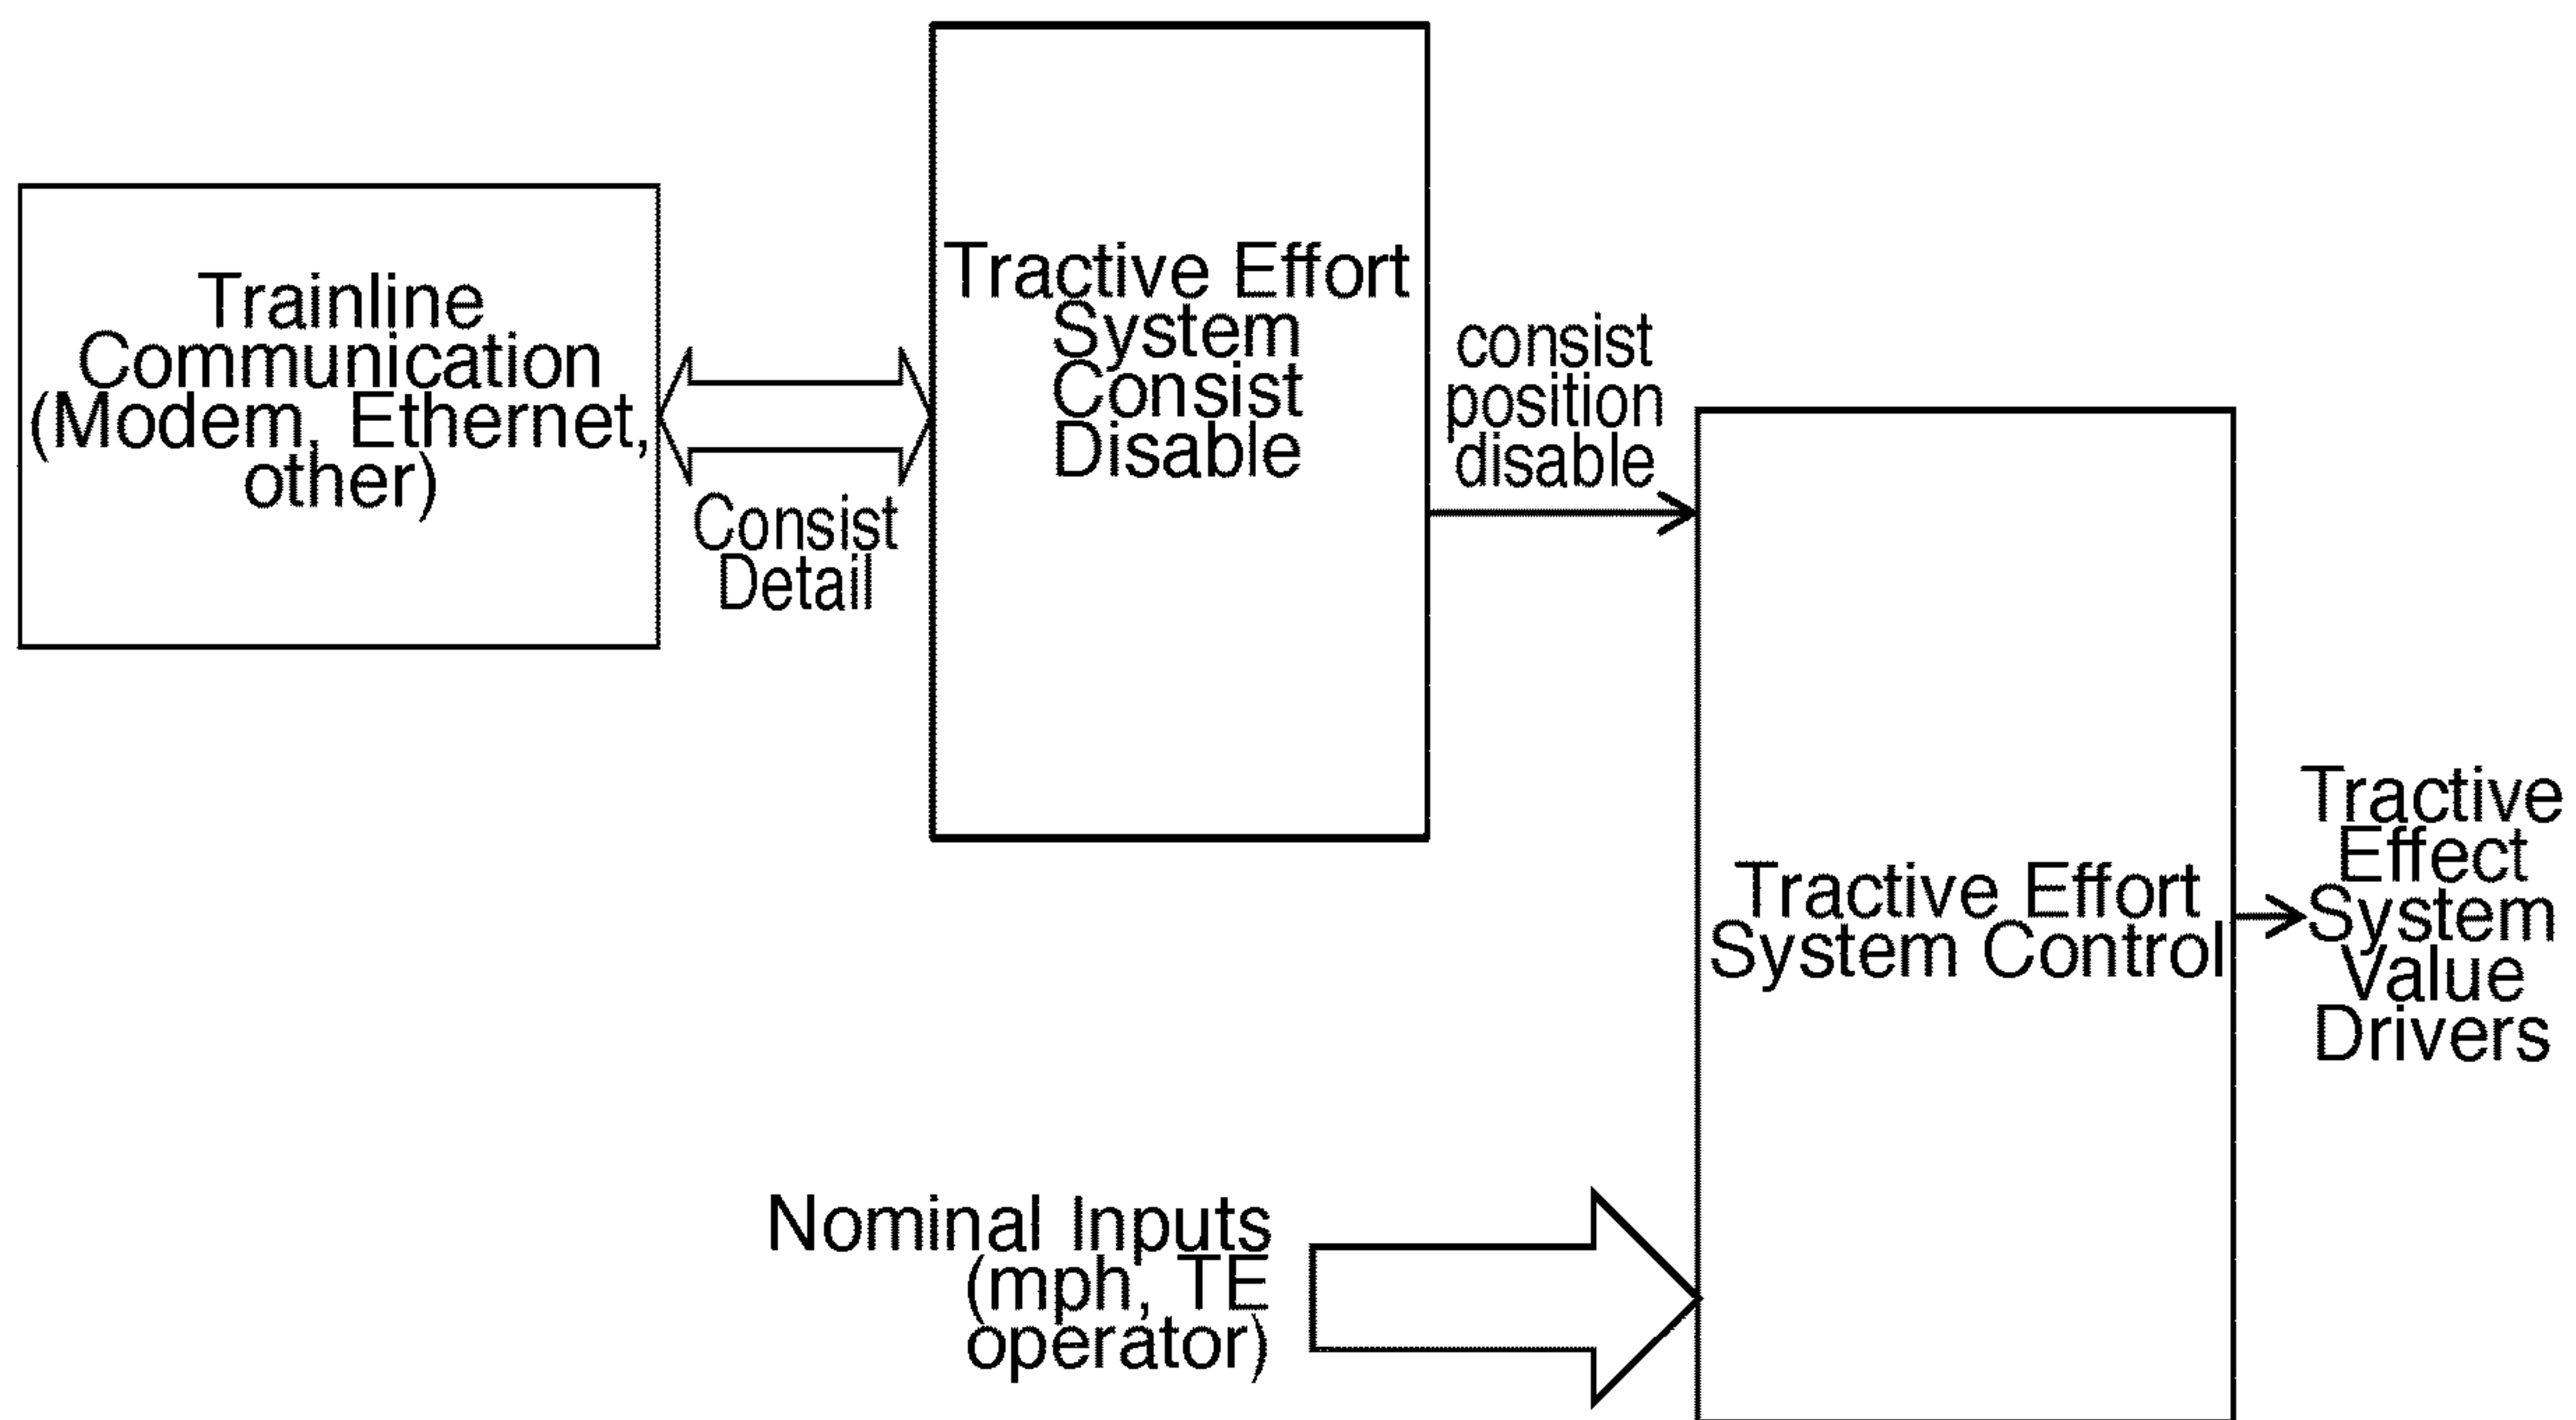 Trainline
Communication
(Modem, Ethernet,
other)
Consist
Detail
Tractive Effort
System
Consist
Disable
consist
position
disable
Tractive Effort
System Control
Tractive
Effect
System
Value
Drivers
Nominal Inputs
(mph, TE
operator)